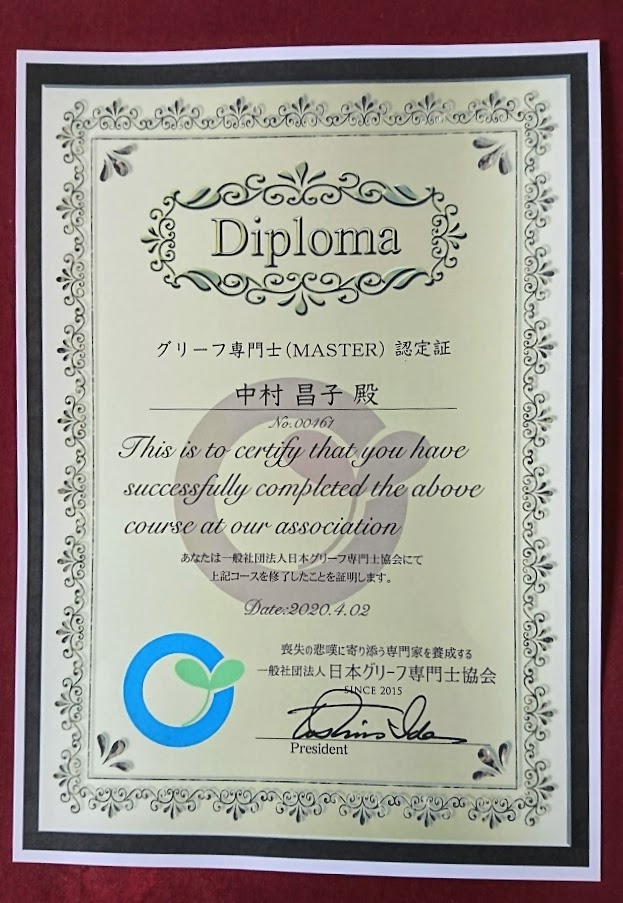 Diploma
グリーフ専門士(MASTER) 認定証
中村 昌子 殿
No.00461
This is to certify that you have
successfully completed the above
course at our association
あなたは一般社団法人日本グリーフ専門士協会にて
上記コースを修了したことを証明します。
Date:2020.4.02
喪失の悲嘆に寄り添う専門家を養成する
一般社団法人 日本グリーフ専門士協会
SINCE 2015
President